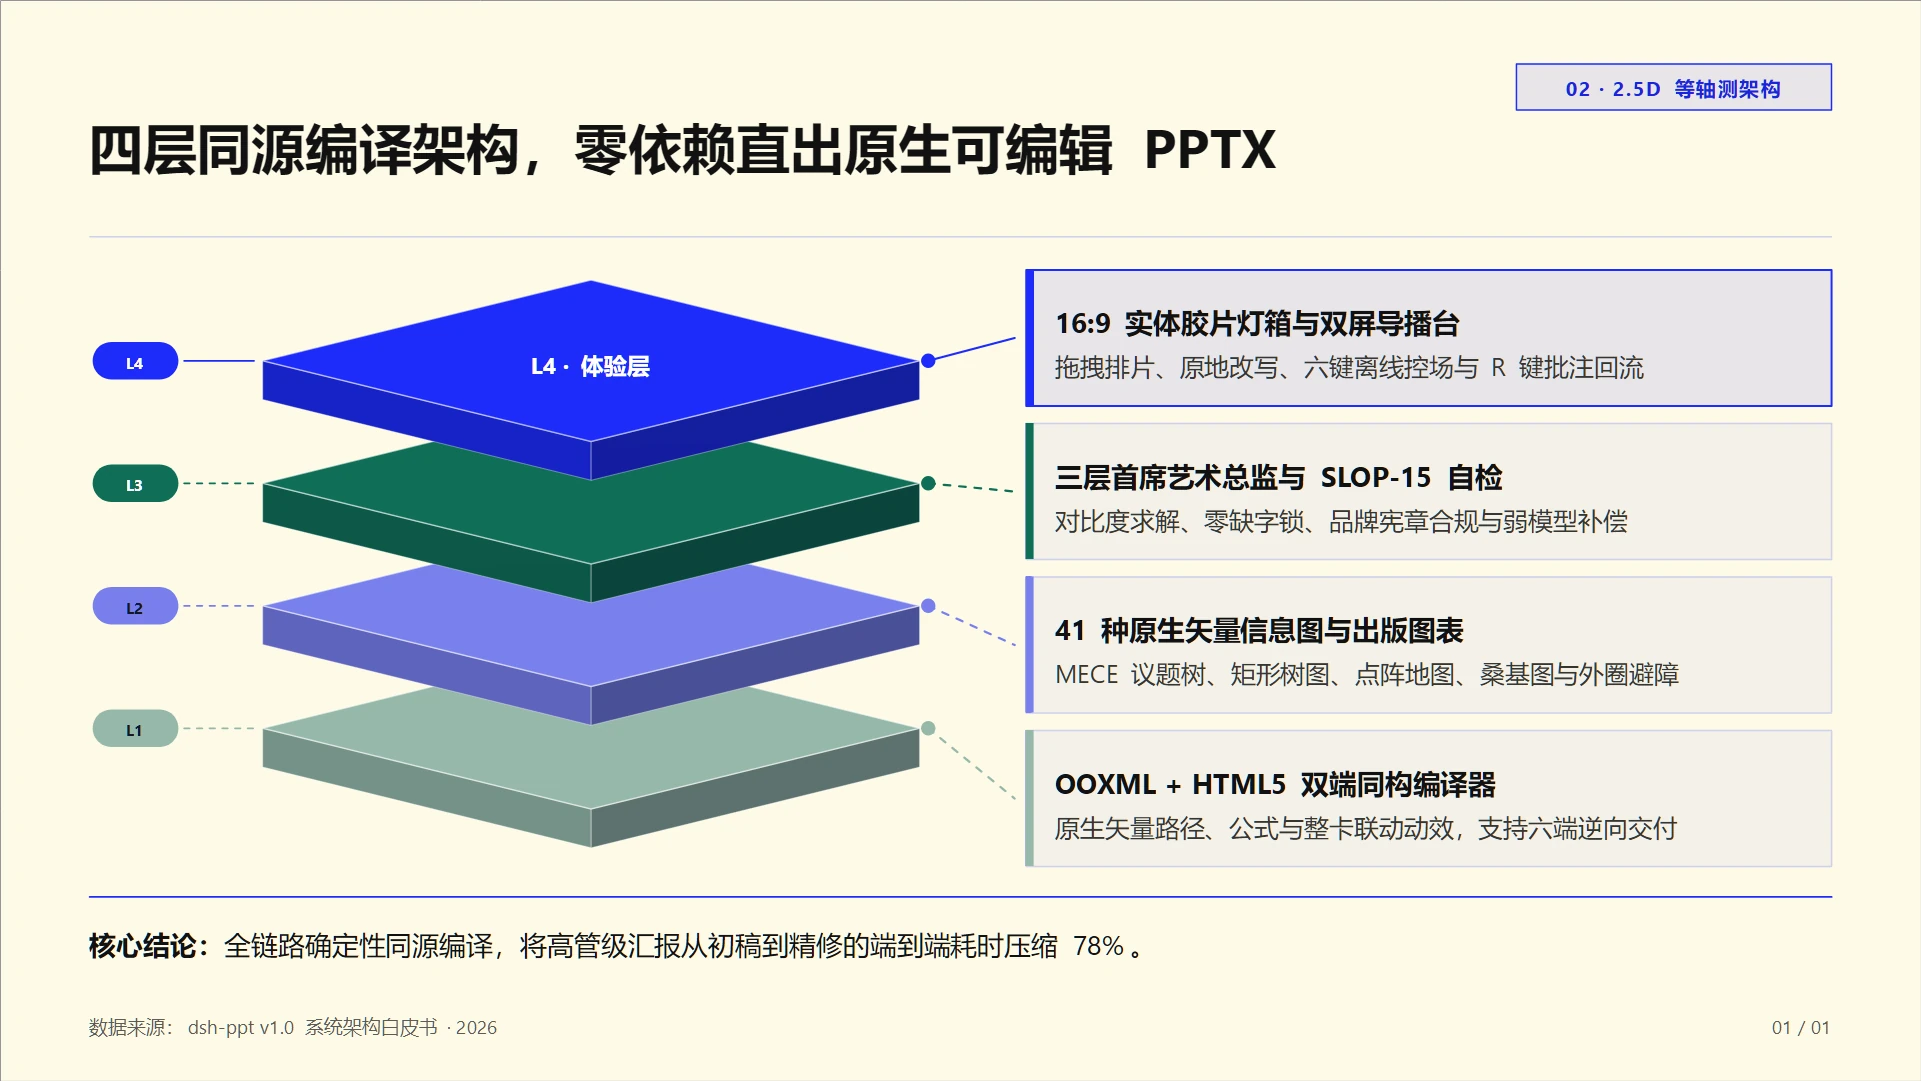 02 · 2.5D 等轴测架构
四层同源编译架构，零依赖直出原生可编辑 PPTX
L4
L4 · 体验层
16:9 实体胶片灯箱与双屏导播台
拖拽排片、原地改写、六键离线控场与 R 键批注回流
L3
三层首席艺术总监与 SLOP-15 自检
对比度求解、零缺字锁、品牌宪章合规与弱模型补偿
L2
41 种原生矢量信息图与出版图表
MECE 议题树、矩形树图、点阵地图、桑基图与外圈避障
L1
OOXML + HTML5 双端同构编译器
原生矢量路径、公式与整卡联动动效，支持六端逆向交付
核心结论：全链路确定性同源编译，将高管级汇报从初稿到精修的端到端耗时压缩 78%。
数据来源： dsh-ppt v1.0 系统架构白皮书 · 2026
01 / 01